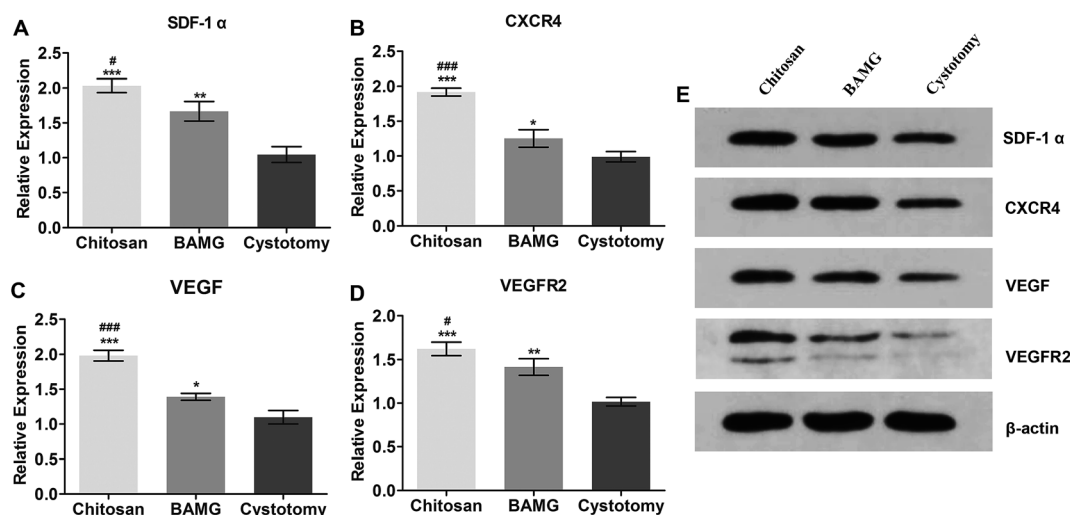 A
SDF-1 α
Relative Expression
2.5
2.0
1.5
1.0
0.5
0.0
#
***
**
Chitosan BAMG Cystotomy
B
CXCR4
Relative Expression
2.5
2.0
1.5
1.0
0.5
0.0
###
***
*
Chitosan BAMG Cystotomy
C
VEGF
Relative Expression
2.5
2.0
1.5
1.0
0.5
0.0
###
***
*
Chitosan BAMG Cystotomy
D
VEGFR2
Relative Expression
2.0
1.5
1.0
0.5
0.0
#
***
**
Chitosan BAMG Cystotomy
E
Chitosan BAMG Cystotomy
SDF-1 α
CXCR4
VEGF
VEGFR2
β-actin